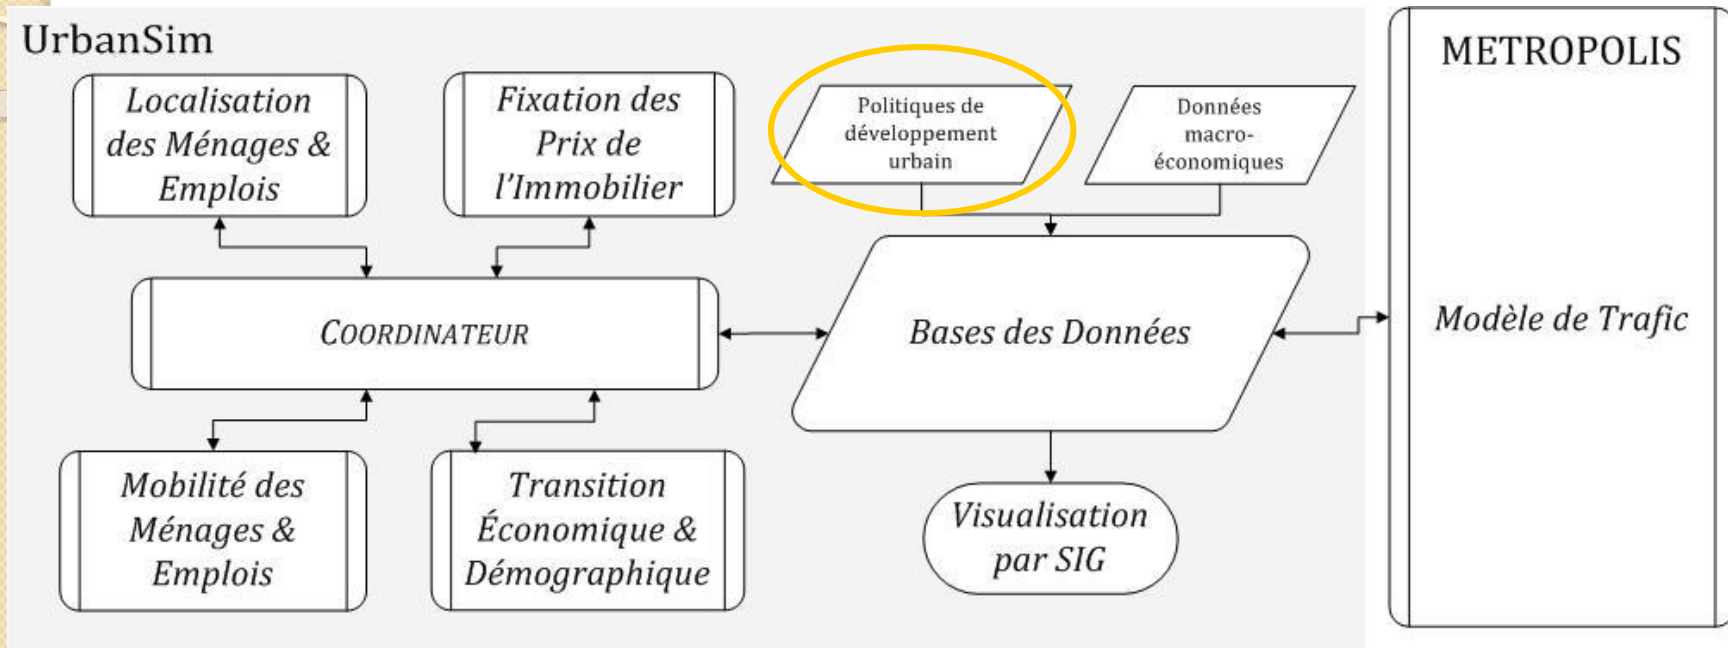 UrbanSim
Localisation
des Ménages &
Emplois
Fixation des
Prix de
l'Immobilier
Politiques de
développement
urbain
Données
macro-
économiques
METROPOLIS
Modèle de Trafic
COORDINATEUR
Bases des Données
Mobilité des
Ménages &
Emplois
Transition
Économique &
Démographique
Visualisation
par SIG